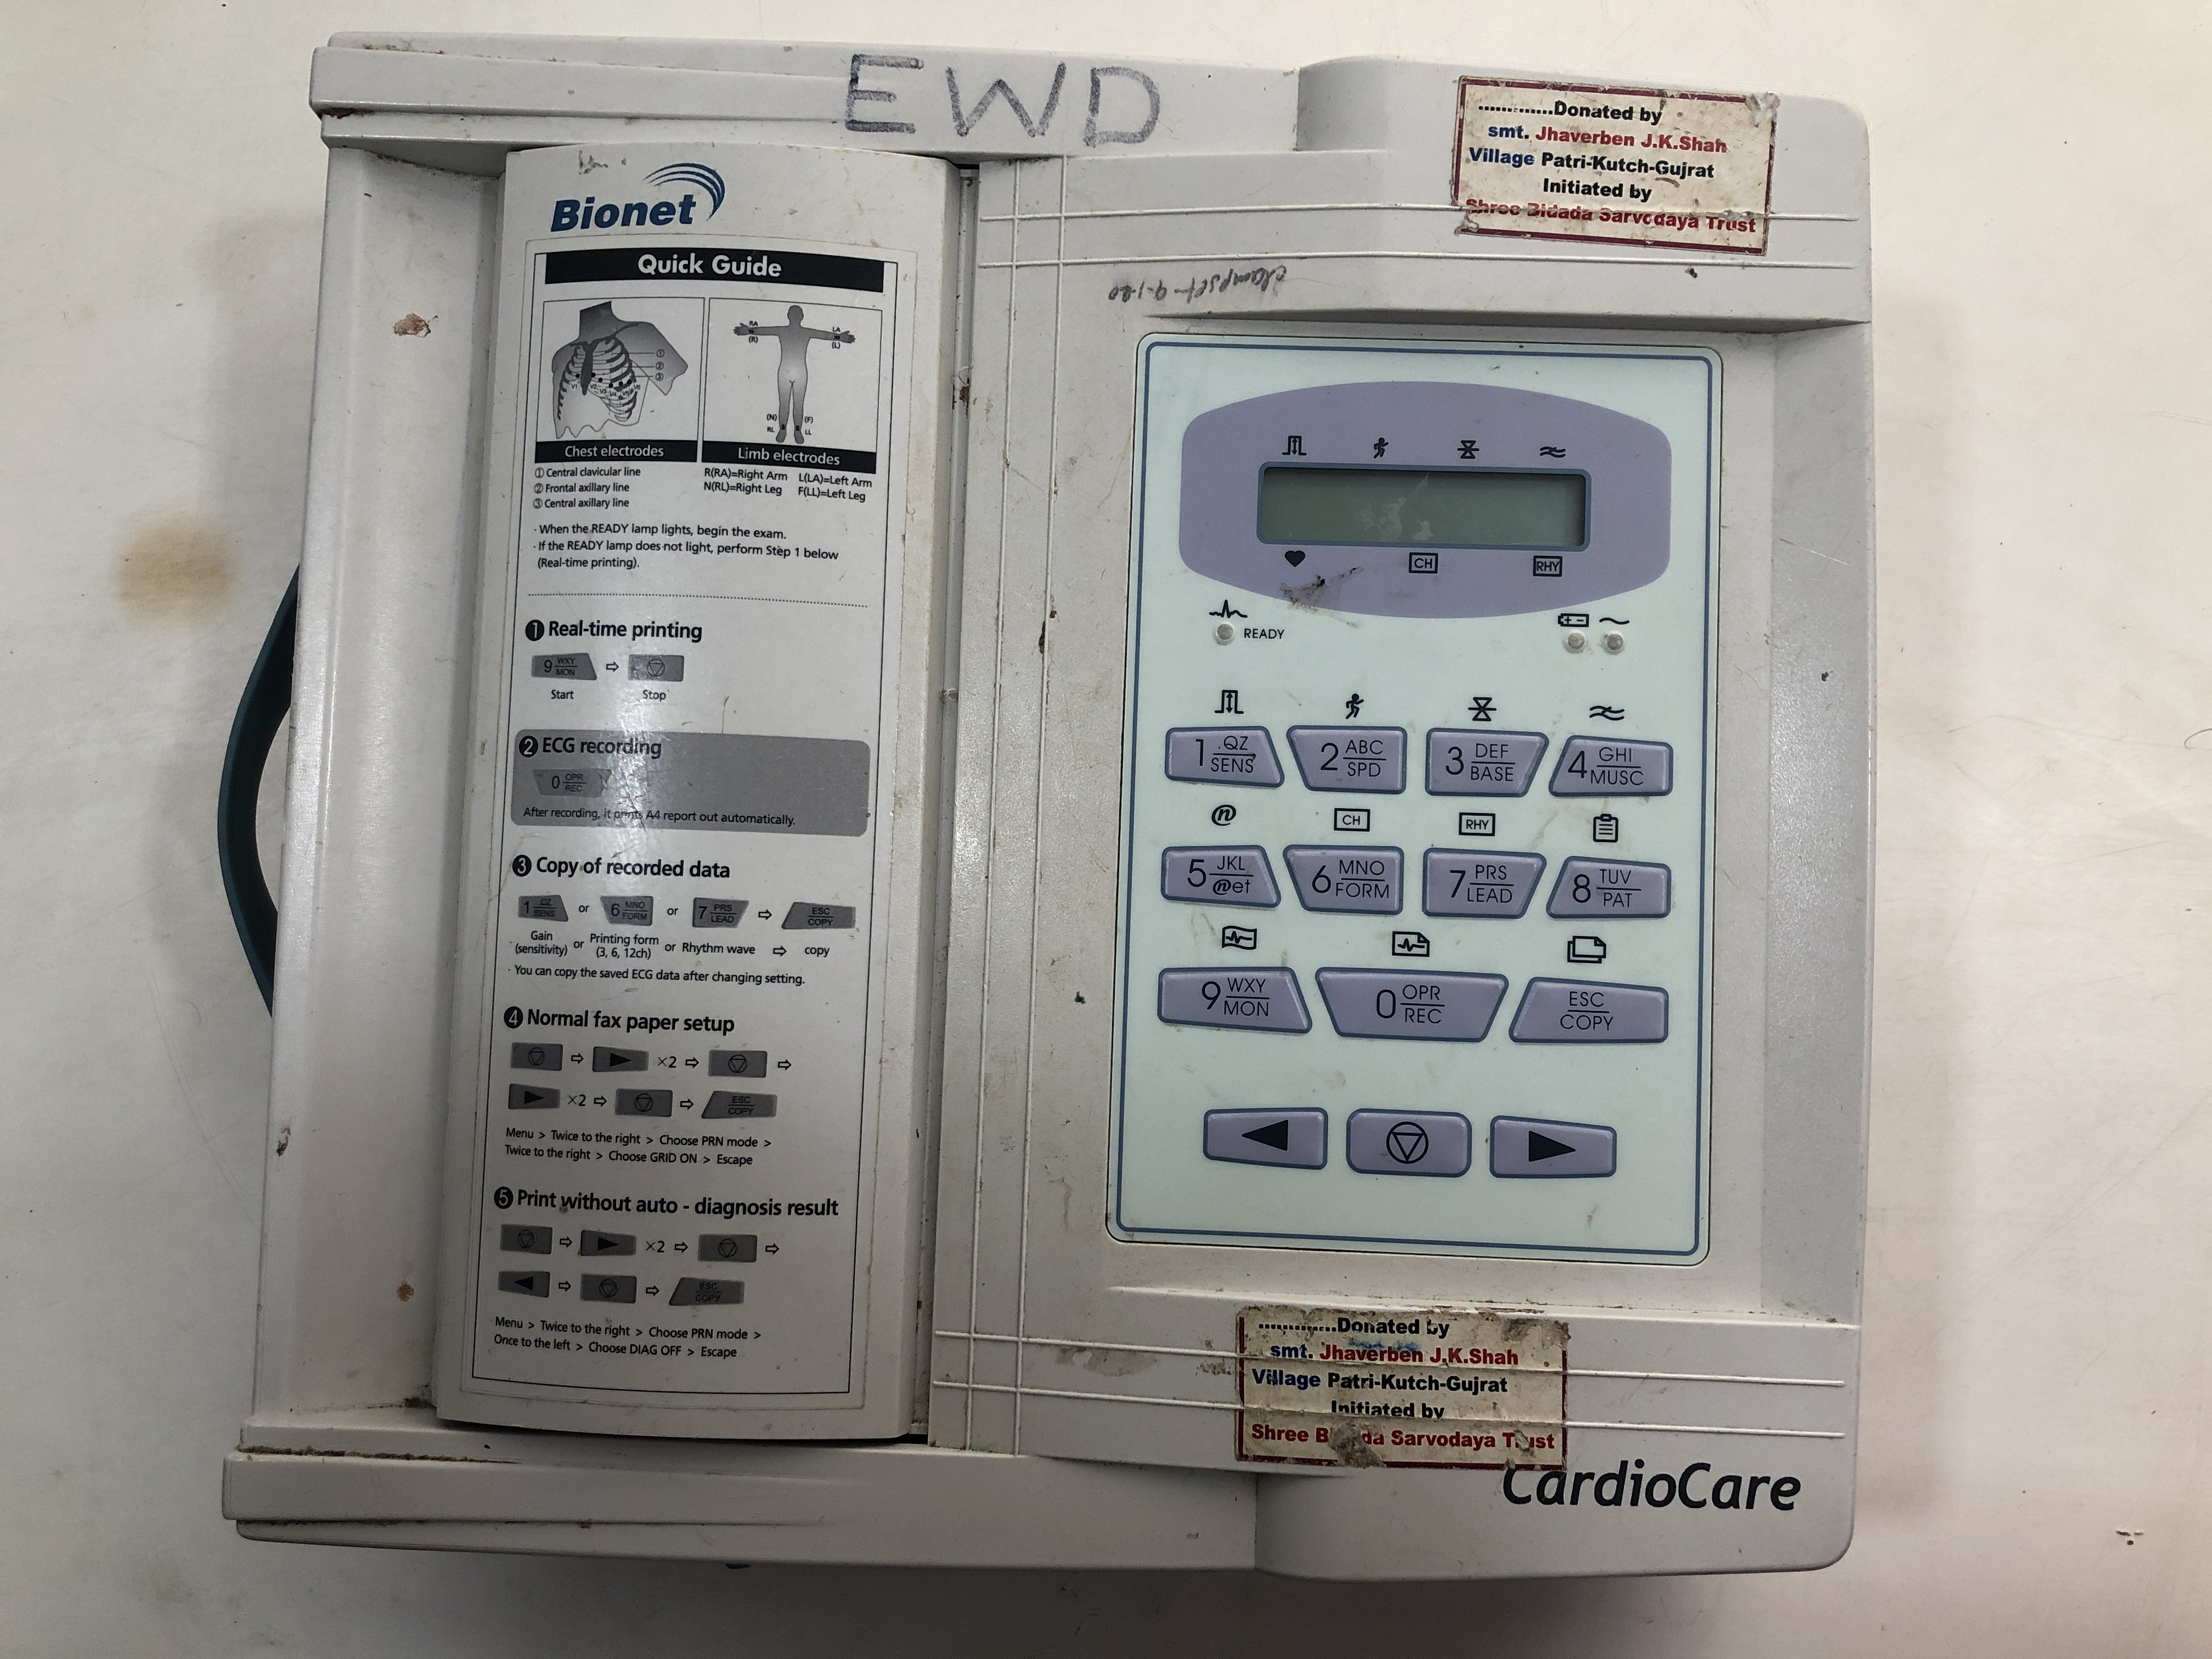 EWD
.............Donated by
smt. Jhaverben J.K.Shah
Village Patri-Kutch-Gujrat
Initiated by
Shree Bidada Sarvodaya Trust
9-1-20
Bionet
Quick Guide
RA
(R)
LA
(L)
(N)
RL
(F)
LL
① ② ③
Chest electrodes
① Central clavicular line
② Frontal axillary line
③ Central axillary line
Limb electrodes
R(RA)=Right Arm L(LA)=Left Arm
N(RL)=Right Leg F(LL)=Left Leg
· When the READY lamp lights, begin the exam.
· If the READY lamp does not light, perform Step 1 below
(Real-time printing).
❶ Real-time printing
9 WXY MON ⇨
Start Stop
❷ ECG recording
0 OPR REC
After recording, it prints A4 report out automatically.
❸ Copy of recorded data
1 .QZ SENS or 6 MNO FORM or 7 PRS LEAD ⇨ ESC COPY
Gain (sensitivity) or Printing form (3, 6, 12ch) or Rhythm wave ⇨ copy
· You can copy the saved ECG data after changing setting.
❹ Normal fax paper setup
⇨ ▶ ×2 ⇨ ⇨
▶ ×2 ⇨ ⇨ ESC COPY
Menu > Twice to the right > Choose PRN mode >
Twice to the right > Choose GRID ON > Escape
❺ Print without auto - diagnosis result
⇨ ▶ ×2 ⇨ ⇨
◀ ⇨ ⇨ ESC COPY
Menu > Twice to the right > Choose PRN mode >
Once to the left > Choose DIAG OFF > Escape
CH RHY
READY
1 .QZ SENS
2 ABC SPD
3 DEF BASE
4 GHI MUSC
@ CH RHY
5 JKL @et
6 MNO FORM
7 PRS LEAD
8 TUV PAT
9 WXY MON
0 OPR REC
ESC COPY
.............Donated by
smt. Jhaverben J.K.Shah
Village Patri-Kutch-Gujrat
Initiated by
Shree B da Sarvodaya T ust
CardioCare